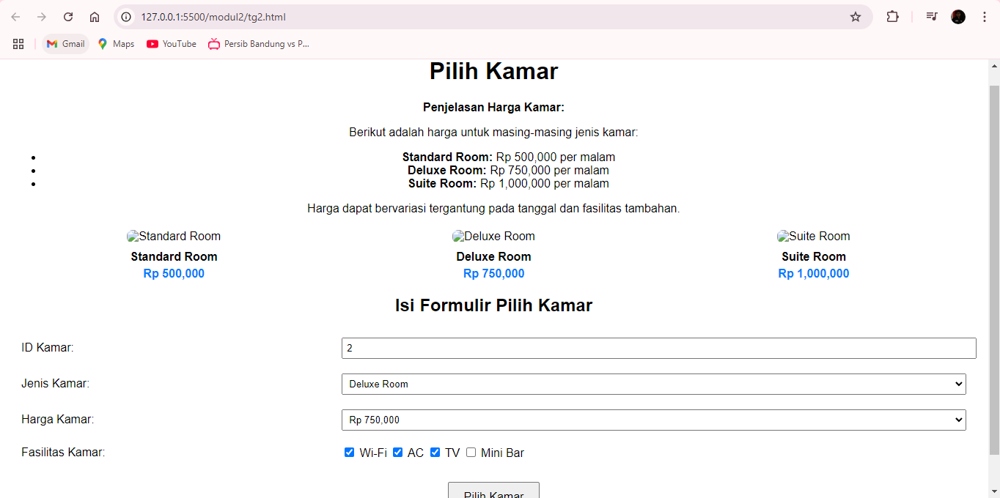 127.0.0.1:5500/modul2/tg2.html
Gmail Maps YouTube Persib Bandung vs P...
Pilih Kamar
Penjelasan Harga Kamar:
Berikut adalah harga untuk masing-masing jenis kamar:
Standard Room: Rp 500,000 per malam
Deluxe Room: Rp 750,000 per malam
Suite Room: Rp 1,000,000 per malam
Harga dapat bervariasi tergantung pada tanggal dan fasilitas tambahan.
Standard Room Deluxe Room Suite Room
Standard Room Deluxe Room Suite Room
Rp 500,000 Rp 750,000 Rp 1,000,000
Isi Formulir Pilih Kamar
ID Kamar: 2
Jenis Kamar: Deluxe Room
Harga Kamar: Rp 750,000
Fasilitas Kamar: Wi-Fi AC TV Mini Bar
Pilih Kamar